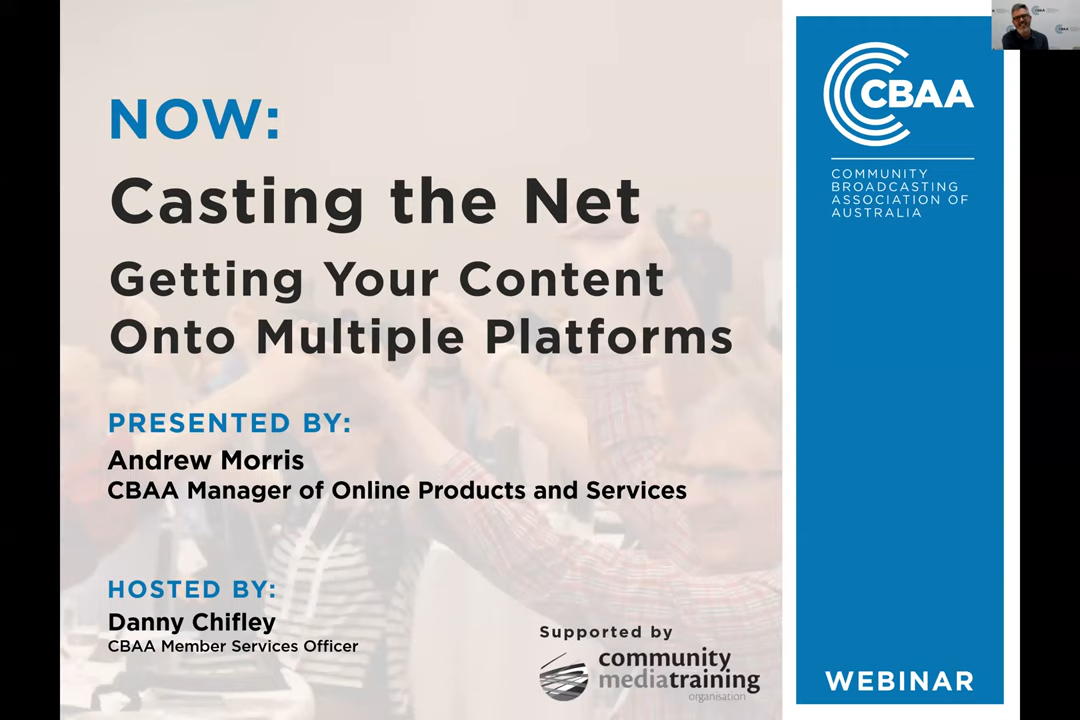 NOW:
Casting the Net
Getting Your Content
Onto Multiple Platforms
PRESENTED BY:
Andrew Morris
CBAA Manager of Online Products and Services
HOSTED BY:
Danny Chifley
CBAA Member Services Officer
Supported by
community
mediatraining
organisation
CBAA
COMMUNITY
BROADCASTING
ASSOCIATION OF
AUSTRALIA
WEBINAR